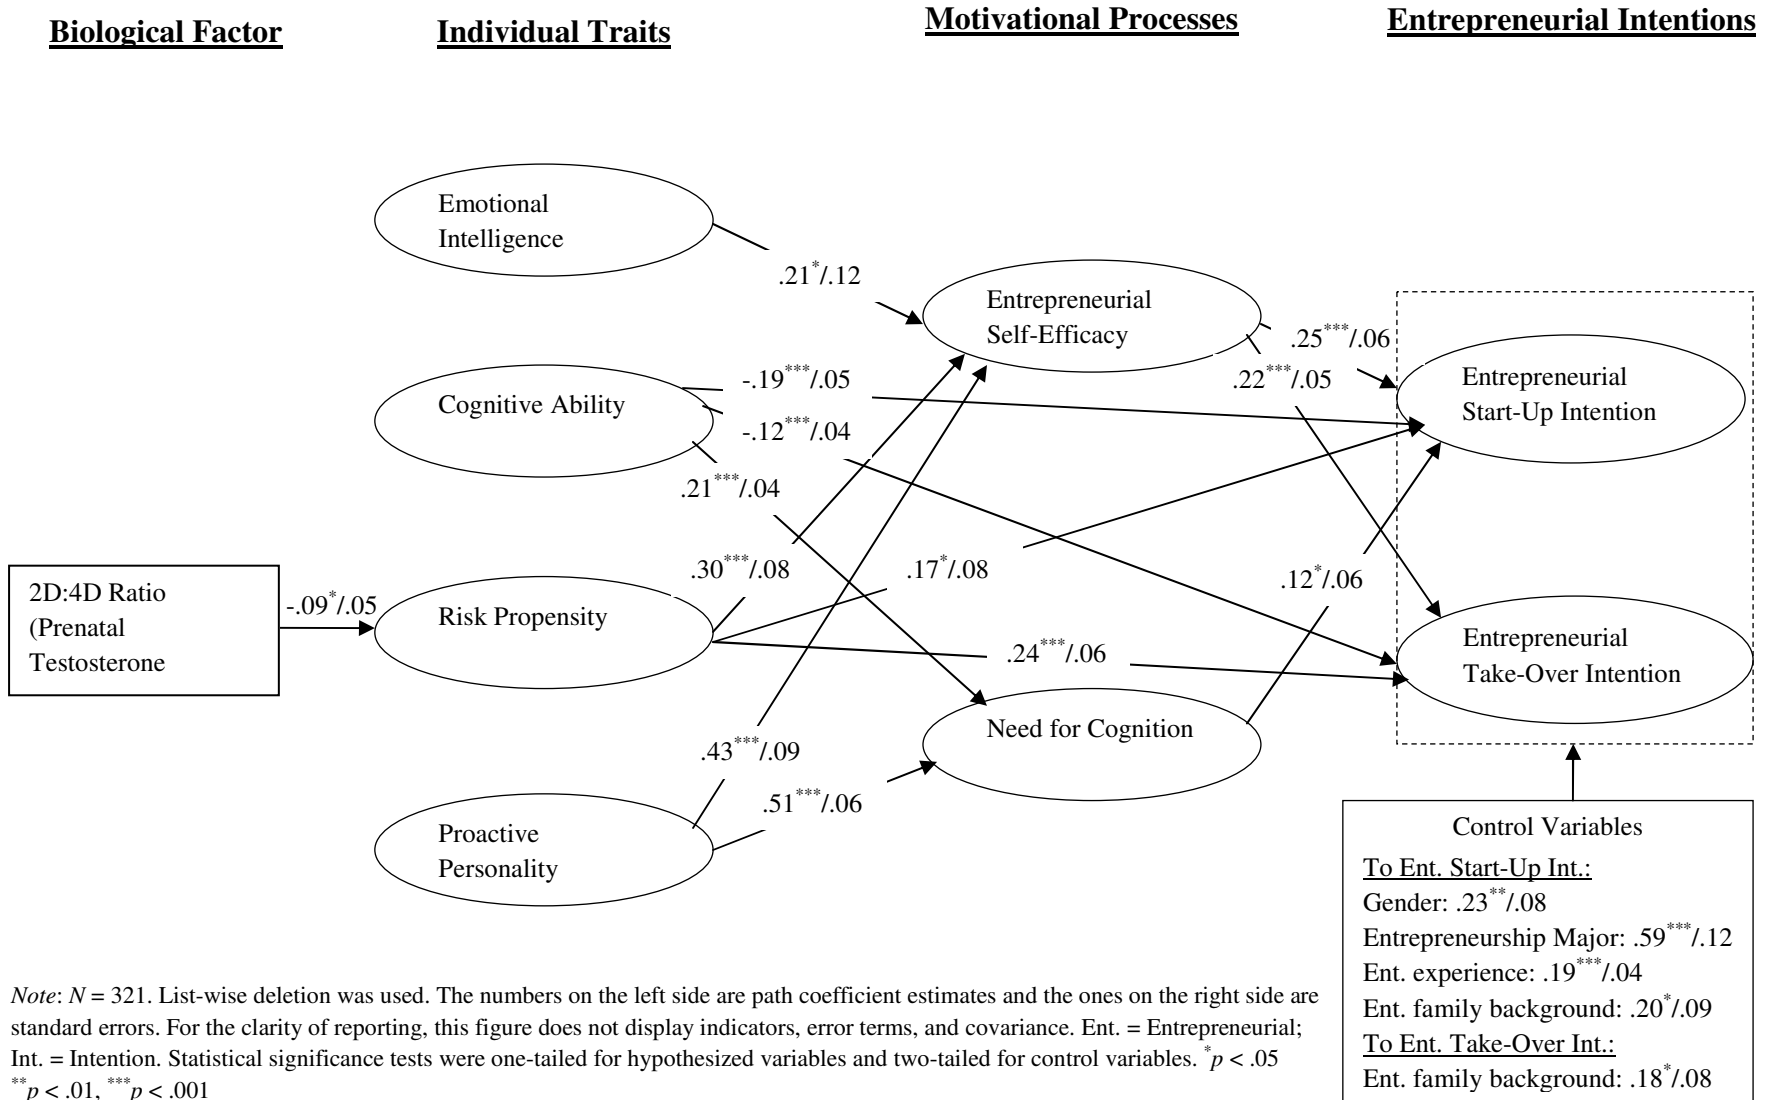 Biological Factor
Individual Traits
Motivational Processes
Entrepreneurial Intentions
Emotional
Intelligence
.21*/.12
Entrepreneurial
Self-Efficacy
.25***/.06
.22***/.05
Cognitive Ability
-.19***/.05
-.12***/.04
.21***/.04
Entrepreneurial
Start-Up Intention
2D:4D Ratio
(Prenatal
Testosterone
-.09*/.05
Risk Propensity
.30***/.08
.17*/.08
.12*/.06
.24***/.06
Entrepreneurial
Take-Over Intention
Need for Cognition
.43***/.09
.51***/.06
Proactive
Personality
Control Variables
To Ent. Start-Up Int.:
Gender: .23**/.08
Entrepreneurship Major: .59***/.12
Ent. experience: .19***/.04
Ent. family background: .20*/.09
To Ent. Take-Over Int.:
Ent. family background: .18*/.08
Note: N = 321. List-wise deletion was used. The numbers on the left side are path coefficient estimates and the ones on the right side are
standard errors. For the clarity of reporting, this figure does not display indicators, error terms, and covariance. Ent. = Entrepreneurial;
Int. = Intention. Statistical significance tests were one-tailed for hypothesized variables and two-tailed for control variables. *p < .05
**p < .01, ***p < .001